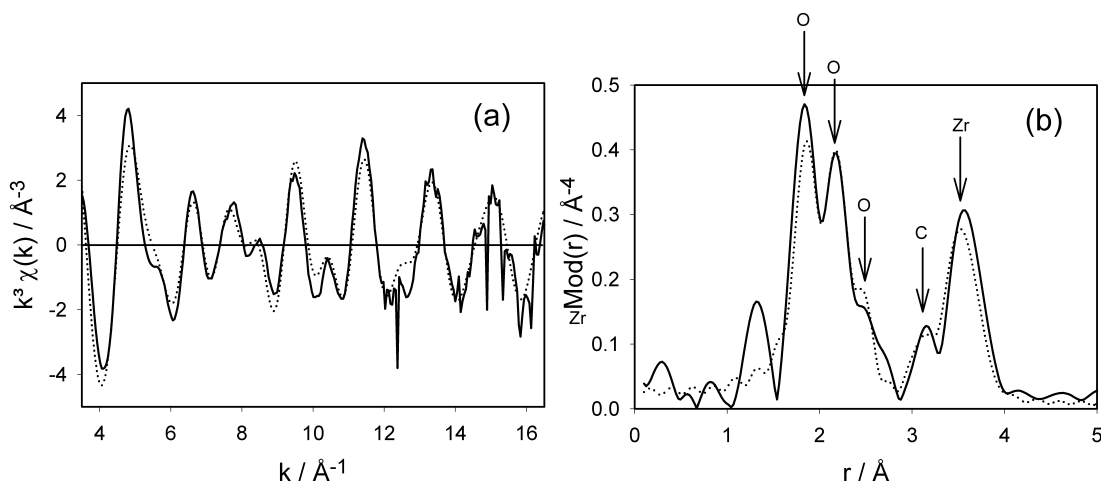 (a)
k³ χ(k) / Å⁻³
4
2
0
-2
-4
4 6 8 10 12 14 16
k / Å⁻¹
(b)
O
O
O
C
Zr
ZrMod(r) / Å⁻⁴
0.5
0.4
0.3
0.2
0.1
0.0
0 1 2 3 4 5
r / Å